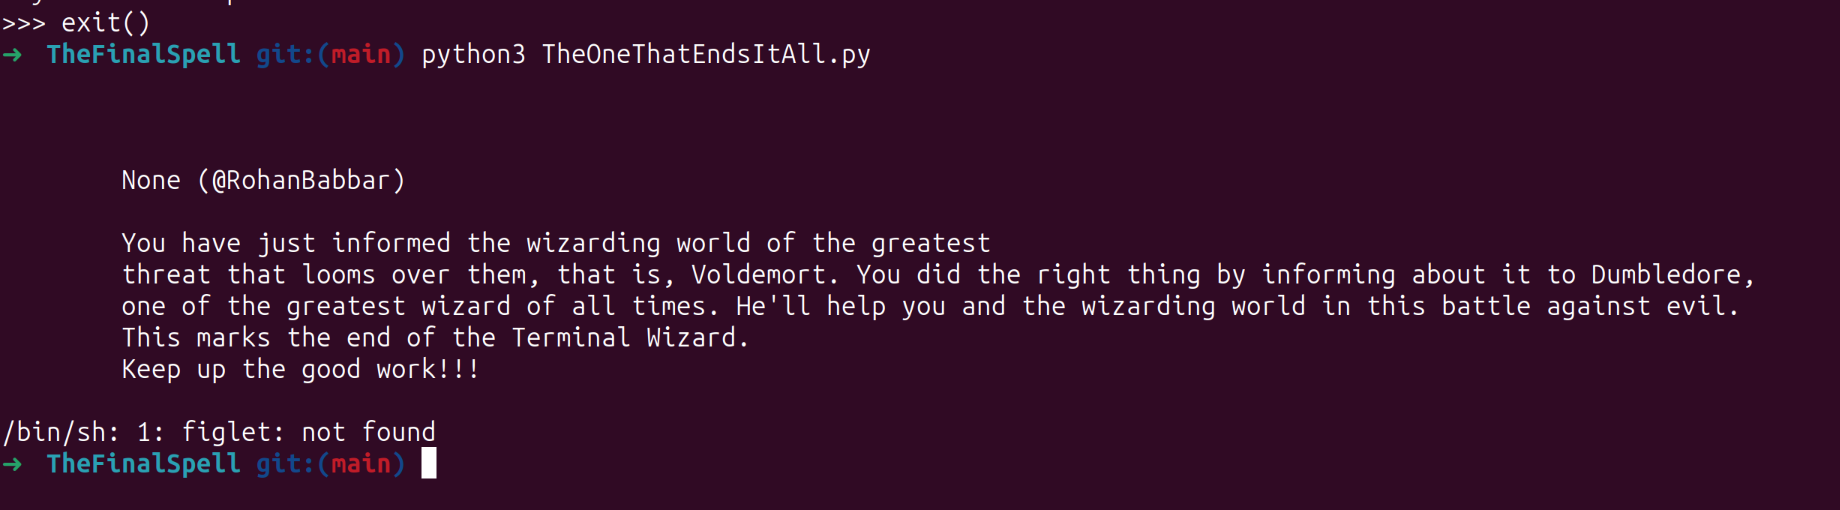 >>> exit()
➜ TheFinalSpell git:(main) python3 TheOneThatEndsItAll.py
None (@RohanBabbar)
You have just informed the wizarding world of the greatest
threat that looms over them, that is, Voldemort. You did the right thing by informing about it to Dumbledore,
one of the greatest wizard of all times. He'll help you and the wizarding world in this battle against evil.
This marks the end of the Terminal Wizard.
Keep up the good work!!!
/bin/sh: 1: figlet: not found
➜ TheFinalSpell git:(main)